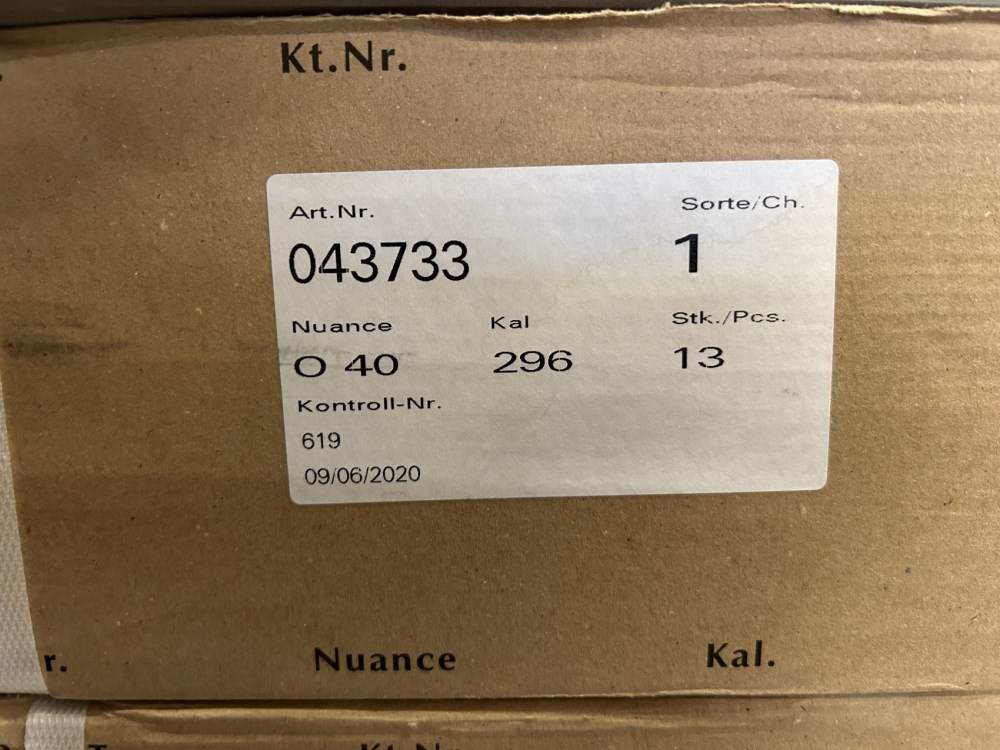 Kt.Nr.
Art.Nr. Sorte/Ch.
043733 1
Nuance Kal Stk./Pcs.
O 40 296 13
Kontroll-Nr.
619
09/06/2020
r. Nuance Kal.